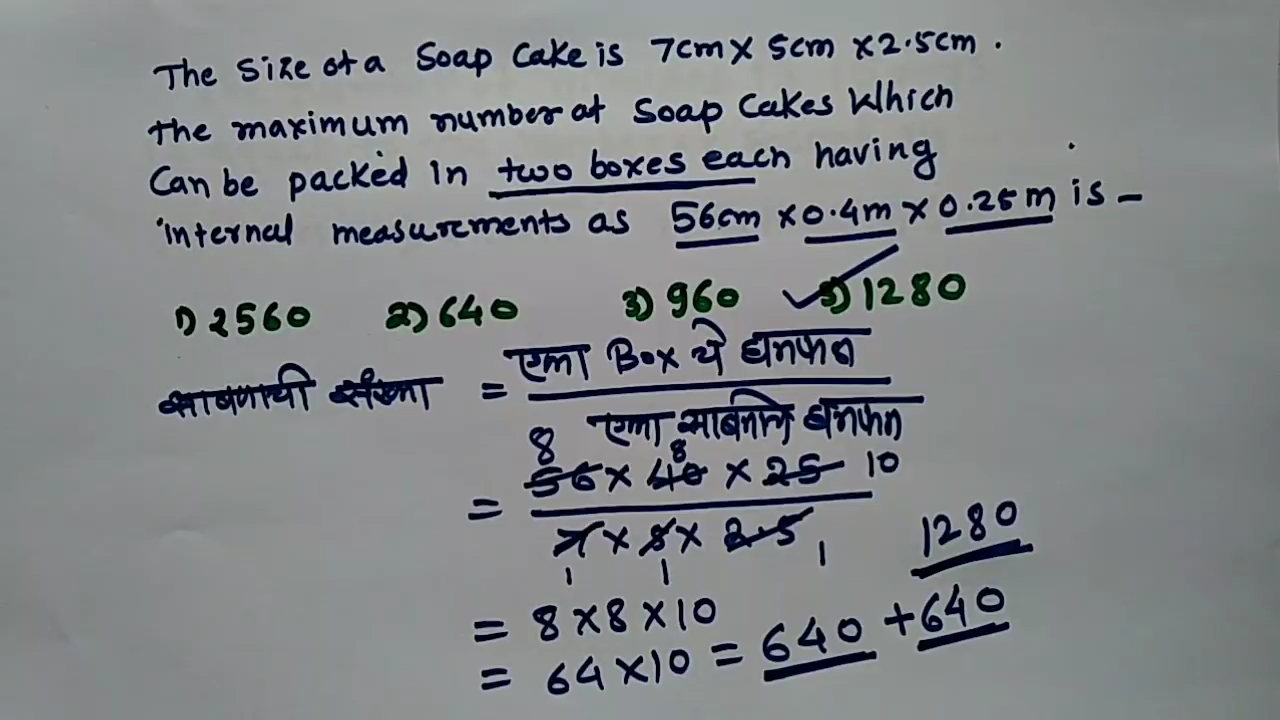 The Size of a Soap Cake is 7cm x 5cm x 2.5cm.
the maximum number of Soap Cakes Which
Can be packed in two boxes each having
internal measurements as 56cm x 0.4m x 0.25m is -
1) 2560 2) 640 3) 960 3) 1280
साबणाची संख्या = एका Box चे घनफळ
एका साबनाचे घनफळ
= 8 56 x 8 40 x 25 10
7 x 5 x 2.5
1 1 1
1280
= 8 x 8 x 10
= 64 x 10 = 640 + 640